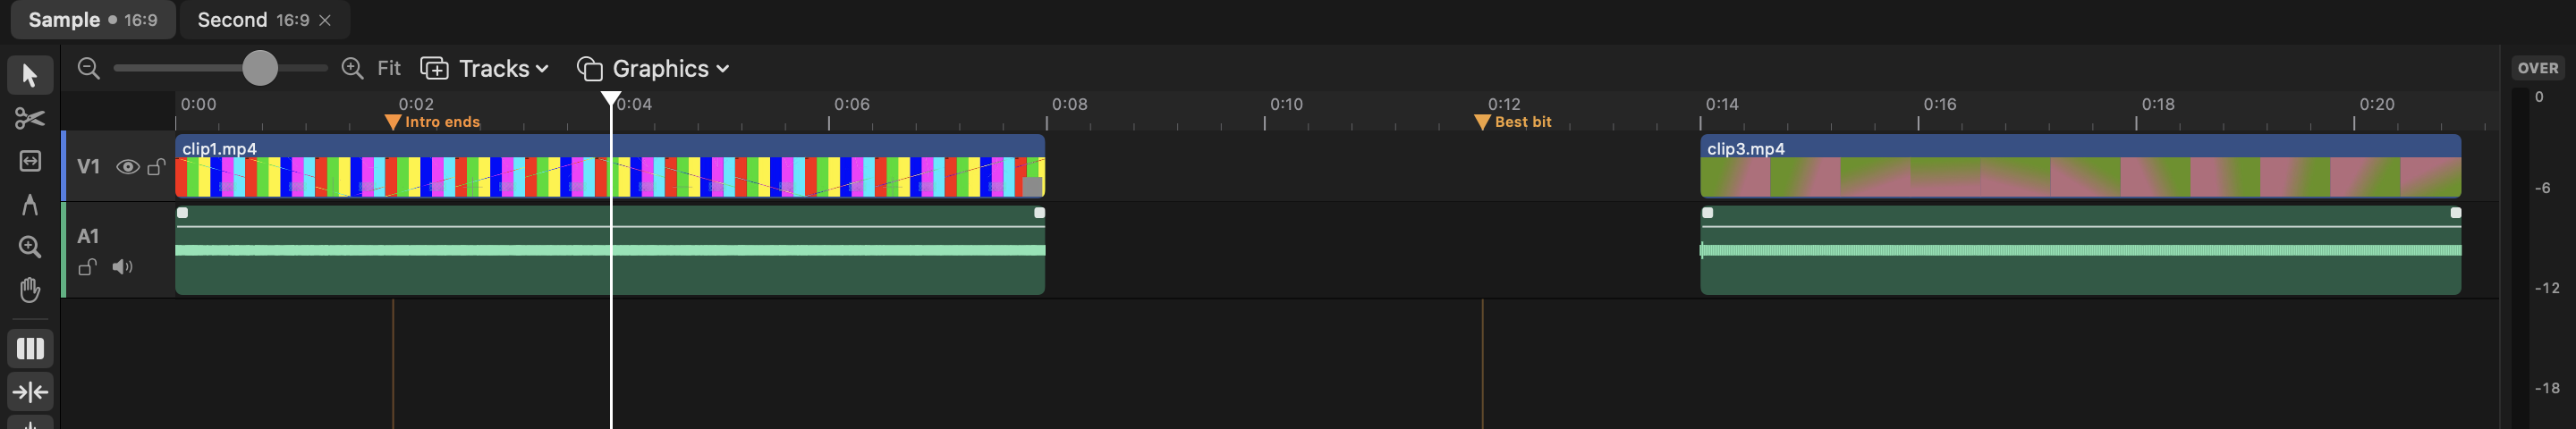 Sample 16:9 Second 16:9
Fit Tracks Graphics OVER
0:00 0:02 0:04 0:06 0:08 0:10 0:12 0:14 0:16 0:18 0:20 0
Intro ends Best bit
clip1.mp4 clip3.mp4
V1
-6
A1
-12
-18